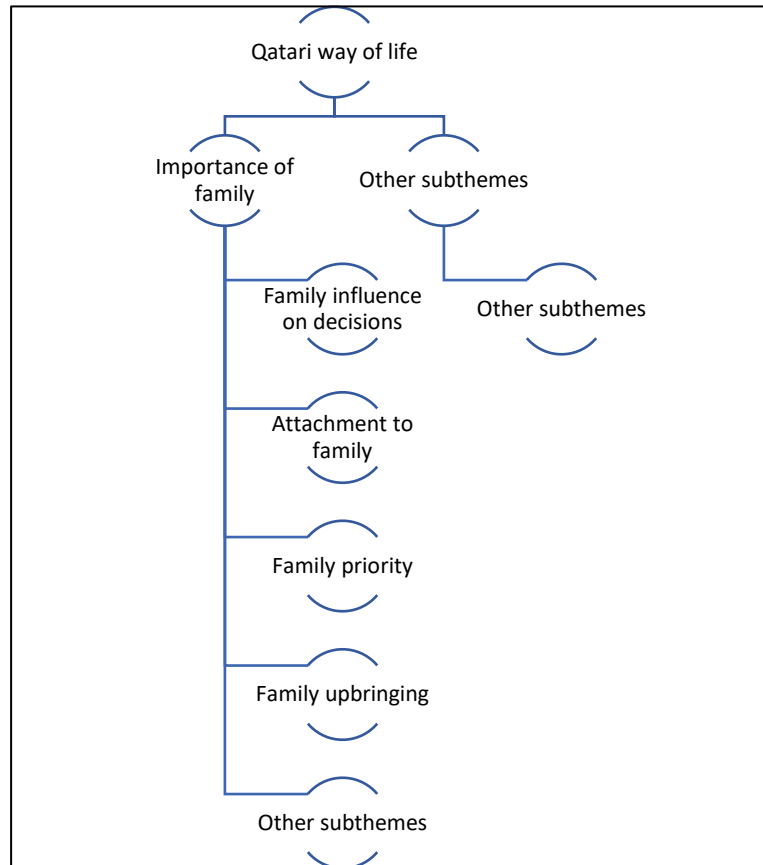 Qatari way of life
Importance of
family
Other subthemes
Family influence
on decisions
Other subthemes
Attachment to
family
Family priority
Family upbringing
Other subthemes